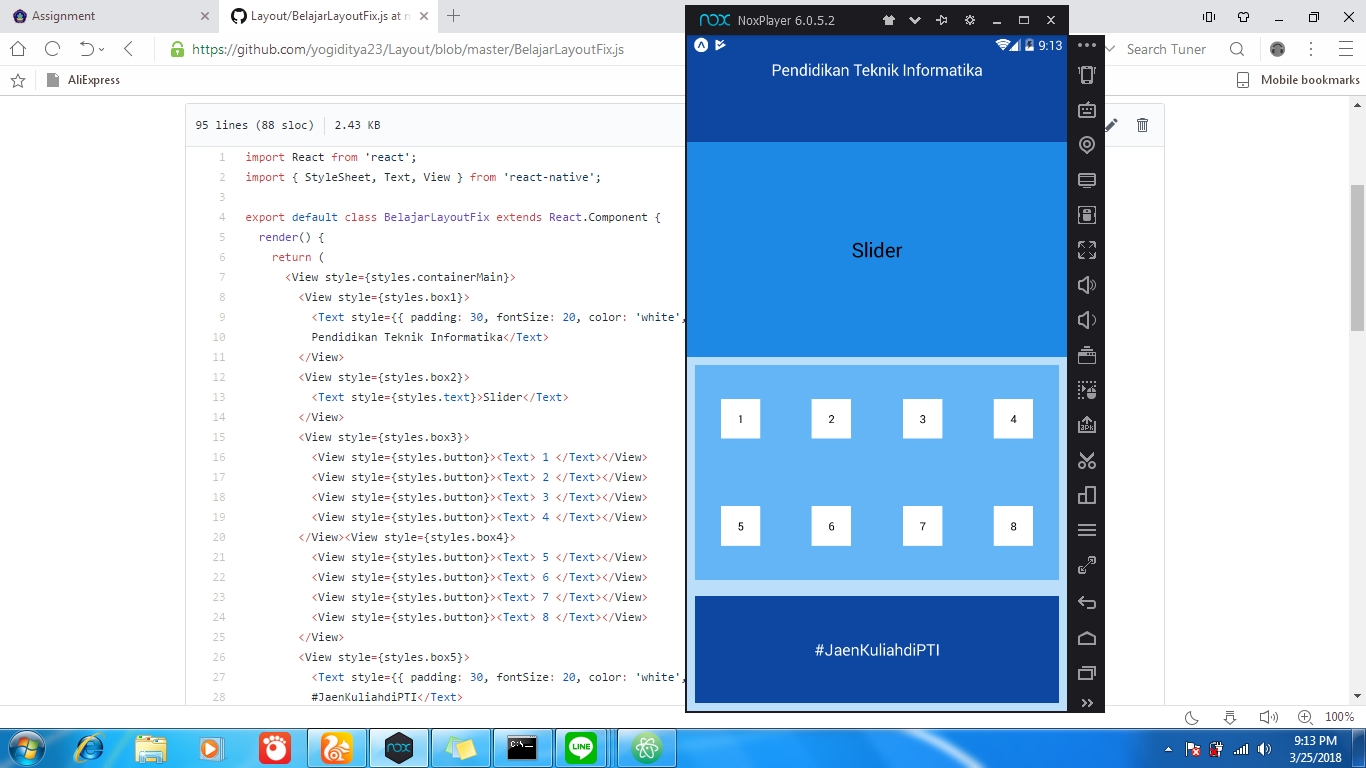 Assignment
Layout/BelajarLayoutFix.js at m
https://github.com/yogiditya23/Layout/blob/master/BelajarLayoutFix.js
Search Tuner
AliExpress
Mobile bookmarks
95 lines (88 sloc) 2.43 KB
1 import React from 'react';
2 import { StyleSheet, Text, View } from 'react-native';
3
4 export default class BelajarLayoutFix extends React.Component {
5 render() {
6 return (
7 <View style={styles.containerMain}>
8 <View style={styles.box1}>
9 <Text style={{ padding: 30, fontSize: 20, color: 'white',
10 Pendidikan Teknik Informatika</Text>
11 </View>
12 <View style={styles.box2}>
13 <Text style={styles.text}>Slider</Text>
14 </View>
15 <View style={styles.box3}>
16 <View style={styles.button}><Text> 1 </Text></View>
17 <View style={styles.button}><Text> 2 </Text></View>
18 <View style={styles.button}><Text> 3 </Text></View>
19 <View style={styles.button}><Text> 4 </Text></View>
20 </View><View style={styles.box4}>
21 <View style={styles.button}><Text> 5 </Text></View>
22 <View style={styles.button}><Text> 6 </Text></View>
23 <View style={styles.button}><Text> 7 </Text></View>
24 <View style={styles.button}><Text> 8 </Text></View>
25 </View>
26 <View style={styles.box5}>
27 <Text style={{ padding: 30, fontSize: 20, color: 'white',
28 #JaenKuliahdiPTI</Text>
nox NoxPlayer 6.0.5.2
9:13
Pendidikan Teknik Informatika
Slider
1 2 3 4
5 6 7 8
#JaenKuliahdiPTI
100%
nox
C:\
LINE
9:13 PM
3/25/2018